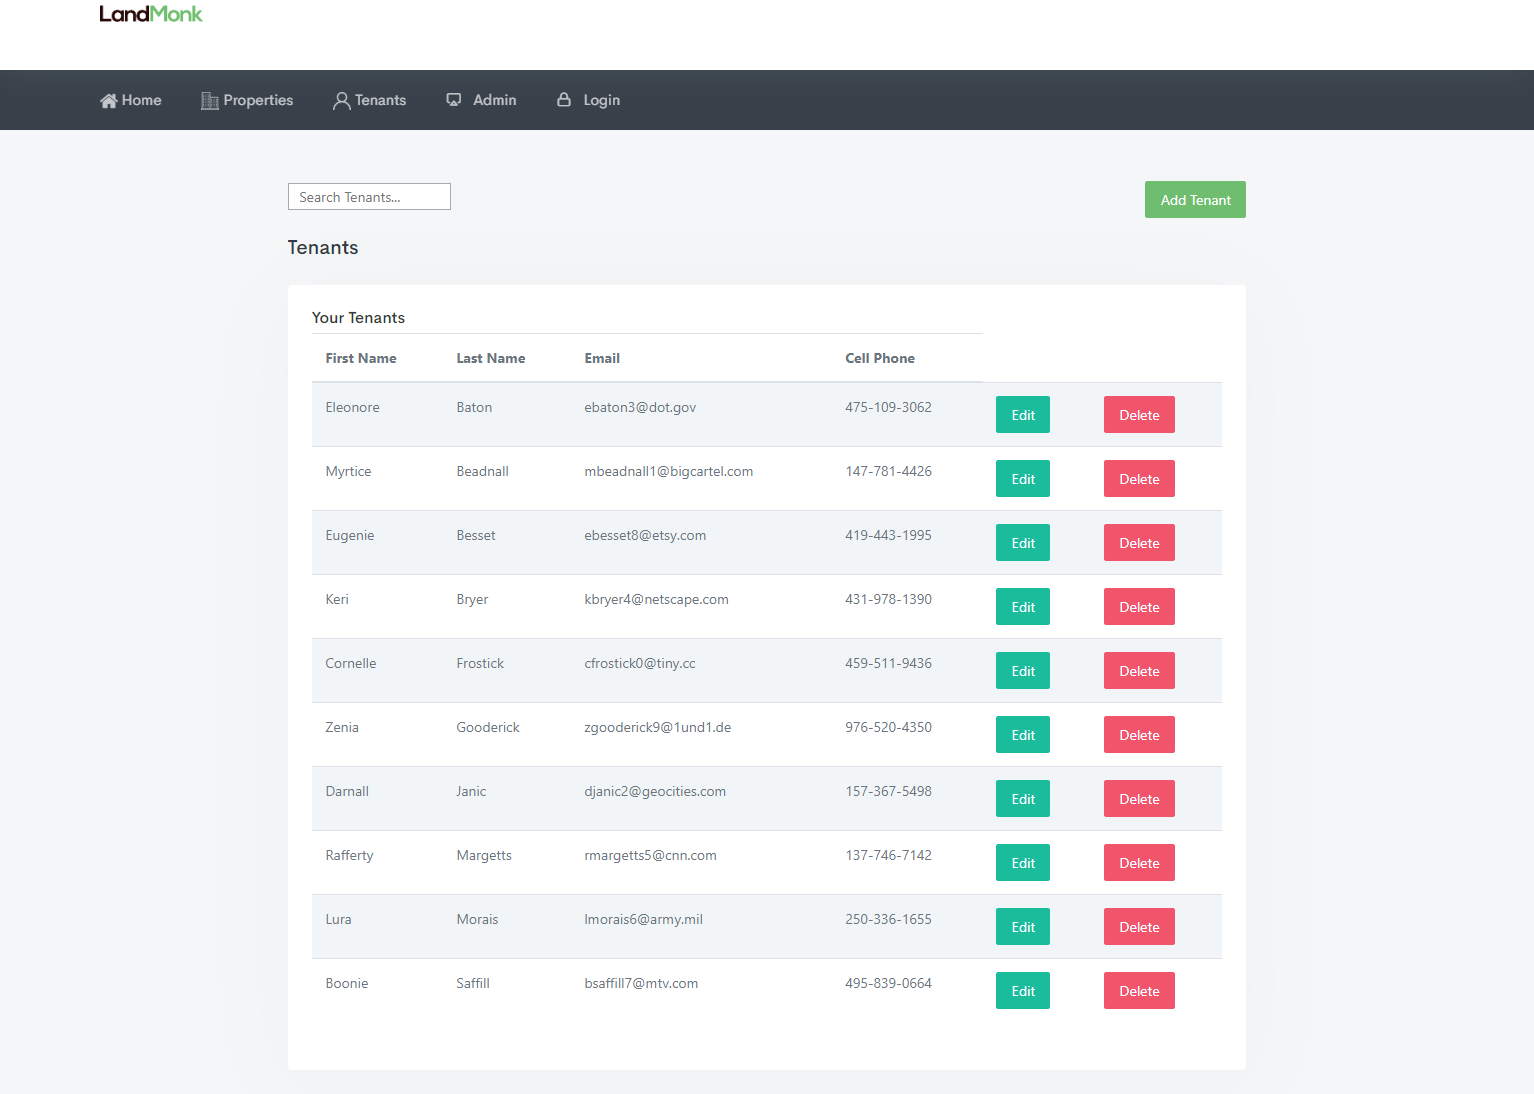 LandMonk
Home Properties Tenants Admin Login
Search Tenants... Add Tenant
Tenants
Your Tenants
First Name Last Name Email Cell Phone
Eleonore Baton ebaton3@dot.gov 475-109-3062 Edit Delete
Myrtice Beadnall mbeadnall1@bigcartel.com 147-781-4426 Edit Delete
Eugenie Besset ebesset8@etsy.com 419-443-1995 Edit Delete
Keri Bryer kbryer4@netscape.com 431-978-1390 Edit Delete
Cornelle Frostick cfrostick0@tiny.cc 459-511-9436 Edit Delete
Zenia Gooderick zgooderick9@1und1.de 976-520-4350 Edit Delete
Darnall Janic djanic2@geocities.com 157-367-5498 Edit Delete
Rafferty Margetts rmargetts5@cnn.com 137-746-7142 Edit Delete
Lura Morais lmorais6@army.mil 250-336-1655 Edit Delete
Boonie Saffill bsaffill7@mtv.com 495-839-0664 Edit Delete